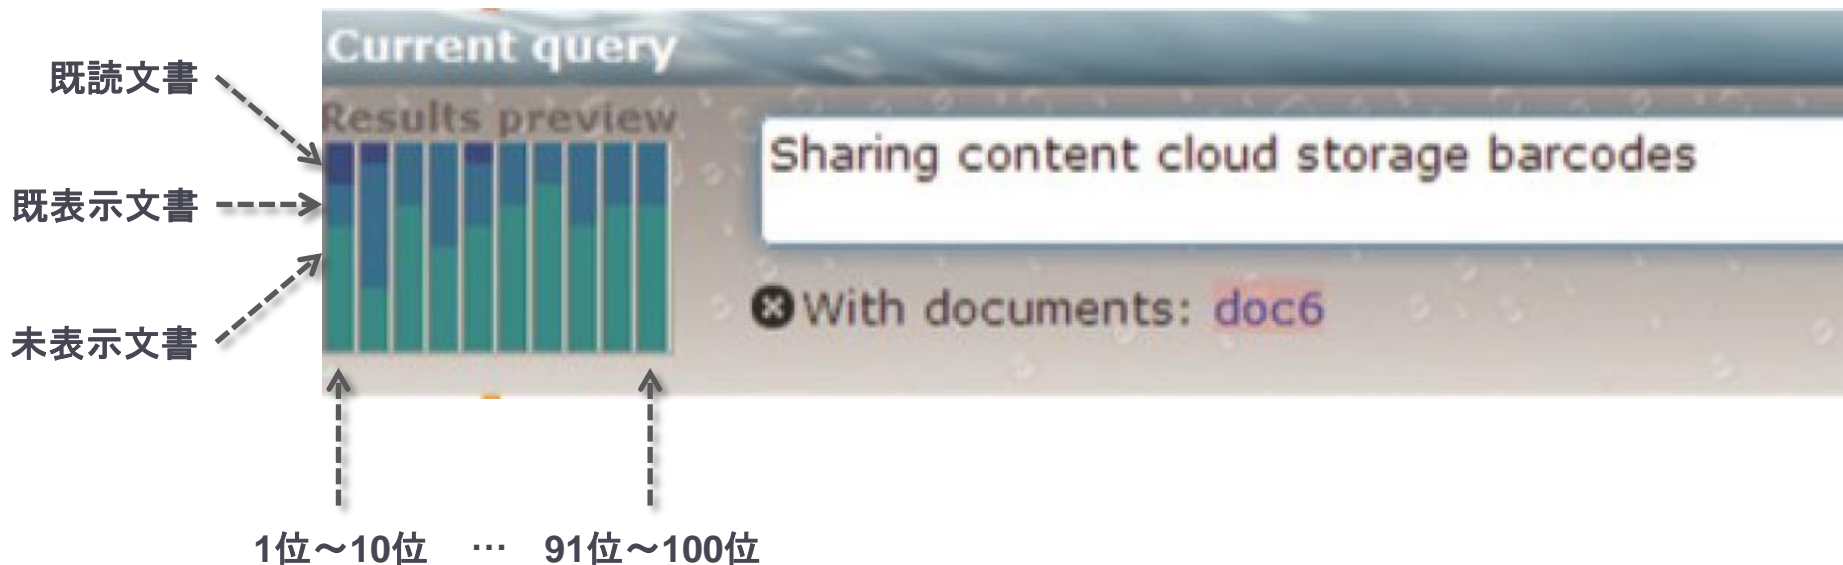 Current query
既読文書
Results preview
Sharing content cloud storage barcodes
既表示文書
With documents: doc6
未表示文書
1位～10位 … 91位～100位